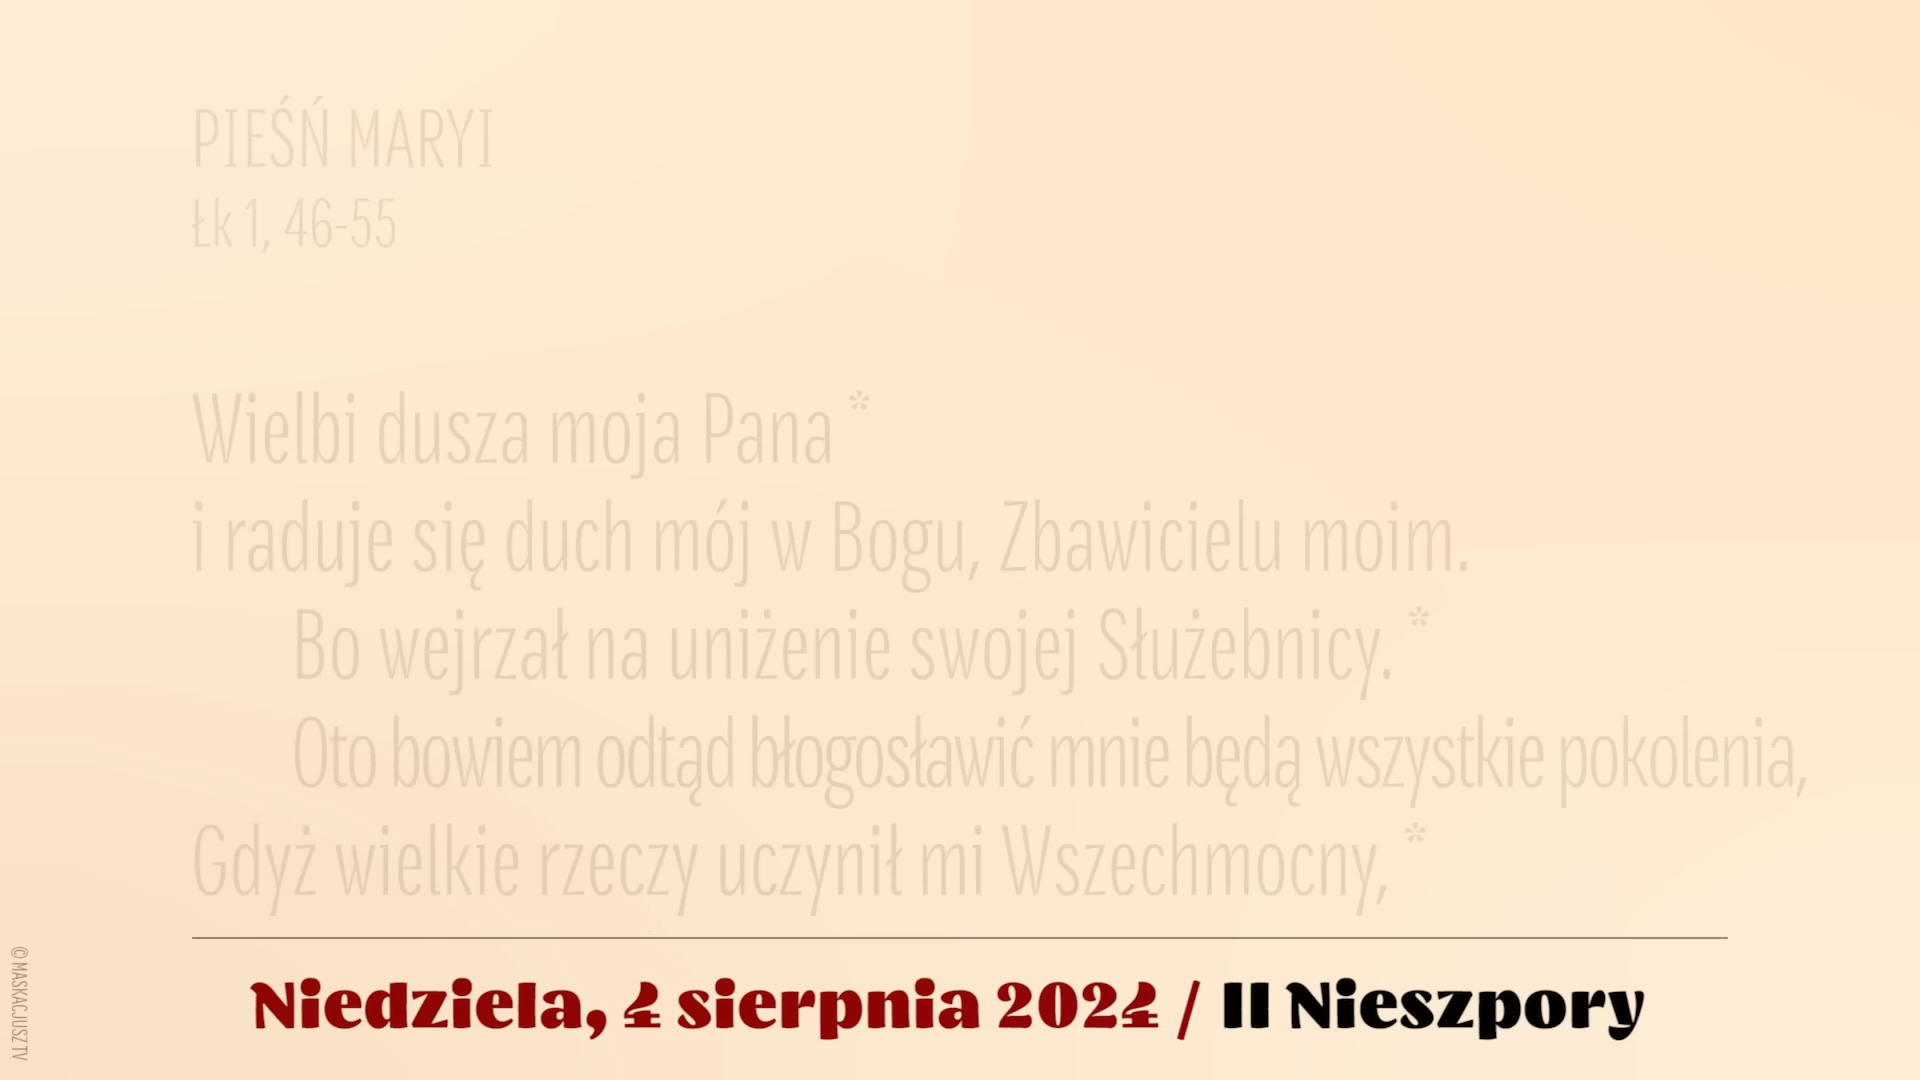 PIEŚŃ MARYI
Łk 1, 46-55
Wielbi dusza moja Pana *
i raduje się duch mój w Bogu, Zbawicielu moim.
Bo wejrzał na uniżenie swojej Służebnicy. *
Oto bowiem odtąd błogosławić mnie będą wszystkie pokolenia,
Gdyż wielkie rzeczy uczynił mi Wszechmocny, *
Niedziela, 4 sierpnia 2024 / II Nieszpory
© MASKACJUSZ TV